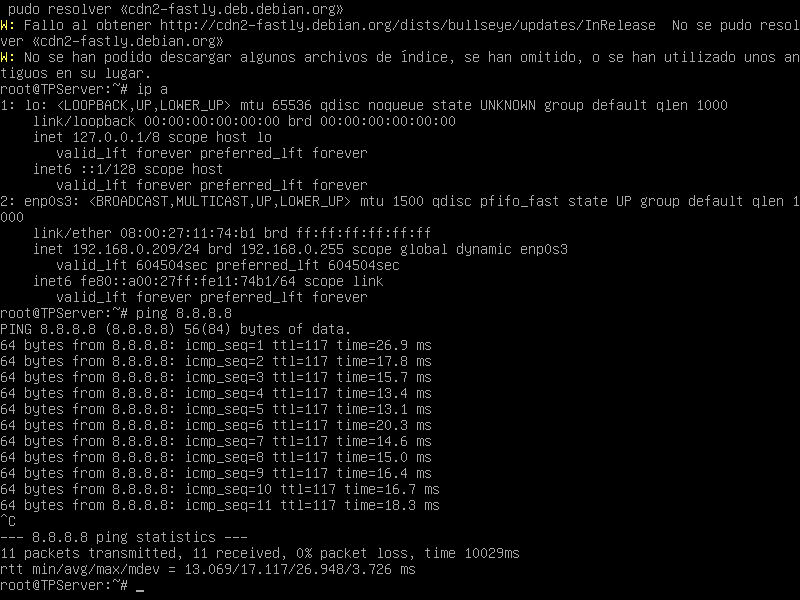 pudo resolver «cdn2-fastly.deb.debian.org»
W: Fallo al obtener http://cdn2-fastly.debian.org/dists/bullseye/updates/InRelease  No se pudo resol
ver «cdn2-fastly.debian.org»
W: No se han podido descargar algunos archivos de índice, se han omitido, o se han utilizado unos an
tiguos en su lugar.
root@TPServer:~# ip a
1: lo: <LOOPBACK,UP,LOWER_UP> mtu 65536 qdisc noqueue state UNKNOWN group default qlen 1000
    link/loopback 00:00:00:00:00:00 brd 00:00:00:00:00:00
    inet 127.0.0.1/8 scope host lo
       valid_lft forever preferred_lft forever
    inet6 ::1/128 scope host
       valid_lft forever preferred_lft forever
2: enp0s3: <BROADCAST,MULTICAST,UP,LOWER_UP> mtu 1500 qdisc pfifo_fast state UP group default qlen 1
000
    link/ether 08:00:27:11:74:b1 brd ff:ff:ff:ff:ff:ff
    inet 192.168.0.209/24 brd 192.168.0.255 scope global dynamic enp0s3
       valid_lft 604504sec preferred_lft 604504sec
    inet6 fe80::a00:27ff:fe11:74b1/64 scope link
       valid_lft forever preferred_lft forever
root@TPServer:~# ping 8.8.8.8
PING 8.8.8.8 (8.8.8.8) 56(84) bytes of data.
64 bytes from 8.8.8.8: icmp_seq=1 ttl=117 time=26.9 ms
64 bytes from 8.8.8.8: icmp_seq=2 ttl=117 time=17.8 ms
64 bytes from 8.8.8.8: icmp_seq=3 ttl=117 time=15.7 ms
64 bytes from 8.8.8.8: icmp_seq=4 ttl=117 time=13.4 ms
64 bytes from 8.8.8.8: icmp_seq=5 ttl=117 time=13.1 ms
64 bytes from 8.8.8.8: icmp_seq=6 ttl=117 time=20.3 ms
64 bytes from 8.8.8.8: icmp_seq=7 ttl=117 time=14.6 ms
64 bytes from 8.8.8.8: icmp_seq=8 ttl=117 time=15.0 ms
64 bytes from 8.8.8.8: icmp_seq=9 ttl=117 time=16.4 ms
64 bytes from 8.8.8.8: icmp_seq=10 ttl=117 time=16.7 ms
64 bytes from 8.8.8.8: icmp_seq=11 ttl=117 time=18.3 ms
^C
--- 8.8.8.8 ping statistics ---
11 packets transmitted, 11 received, 0% packet loss, time 10029ms
rtt min/avg/max/mdev = 13.069/17.117/26.948/3.726 ms
root@TPServer:~# _